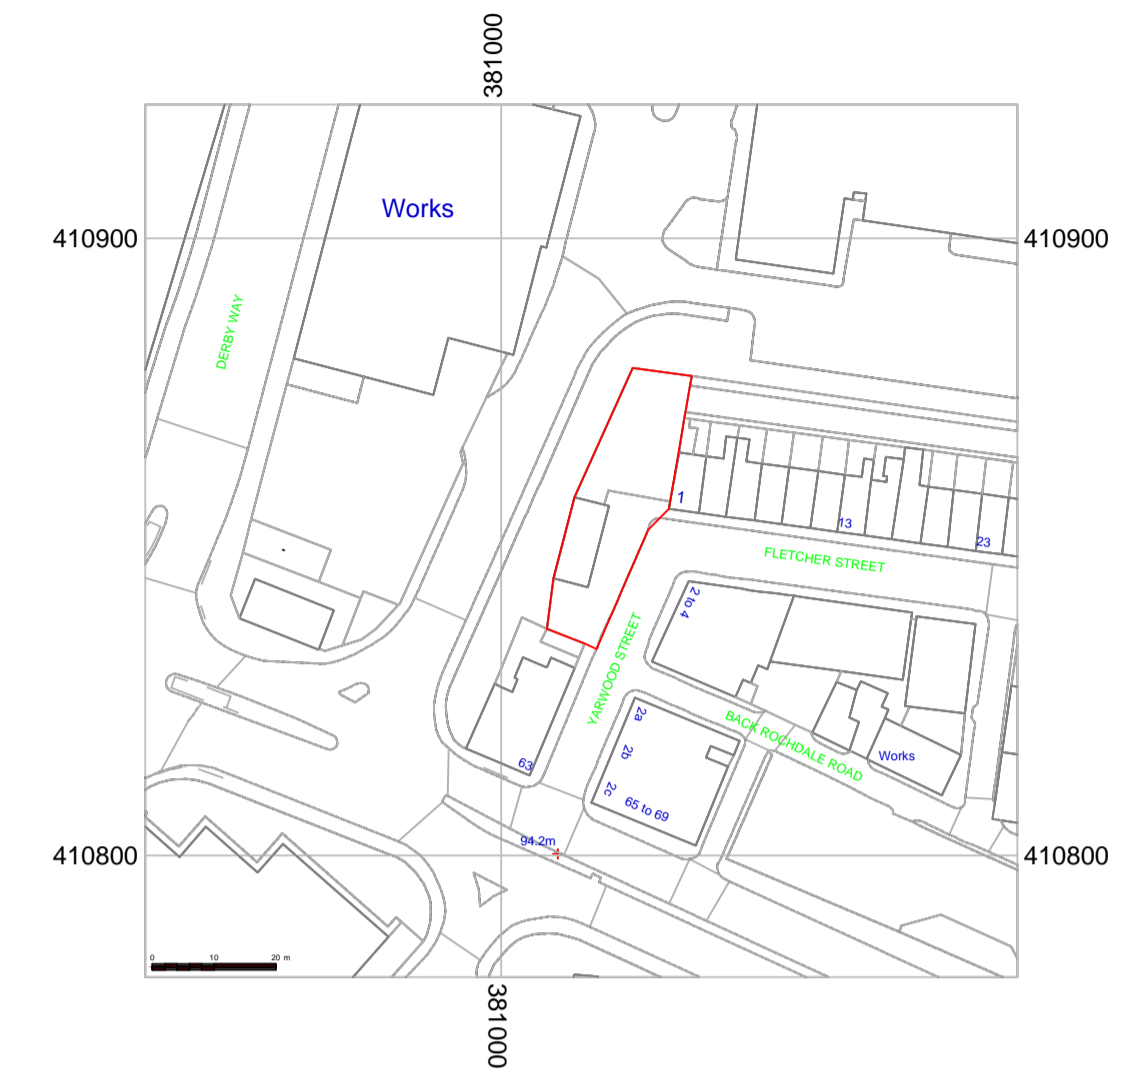 381000
Works
410900
410900
DERBY WAY
1
13
23
FLETCHER STREET
2 to 4
YARWOOD STREET
2a
BACK ROCHDALE ROAD
2b
Works
63
2c
65 to 69
94.2m
410800
410800
0 10 20 m
381000